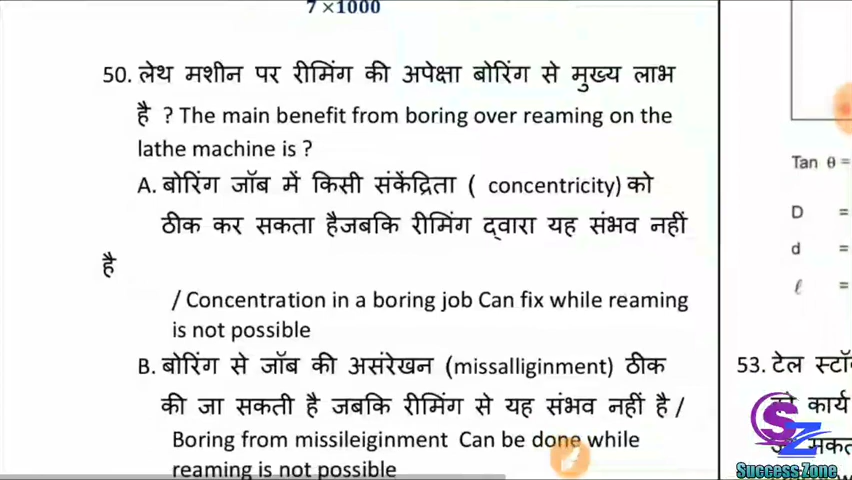 7 ×1000
50. लेथ मशीन पर रीमिंग की अपेक्षा बोरिंग से मुख्य लाभ
है ? The main benefit from boring over reaming on the
lathe machine is ?
A. बोरिंग जॉब में किसी संकेंद्रिता ( concentricity) को
ठीक कर सकता हैजबकि रीमिंग द्वारा यह संभव नहीं
है
/ Concentration in a boring job Can fix while reaming
is not possible
B. बोरिंग से जॉब की असंरेखन (missalliginment) ठीक
की जा सकती है जबकि रीमिंग से यह संभव नहीं है /
Boring from missileiginment Can be done while
reaming is not possible
Tan θ =
D =
d =
ℓ =
53. टेल
कार्य
SZ
Success Zone